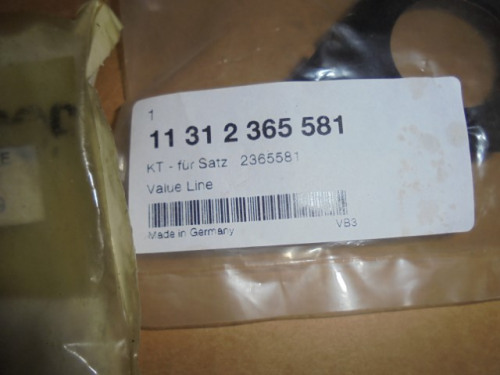 1
11 31 2 365 581
KT - für Satz 2365581
Value Line
Made in Germany
VB3